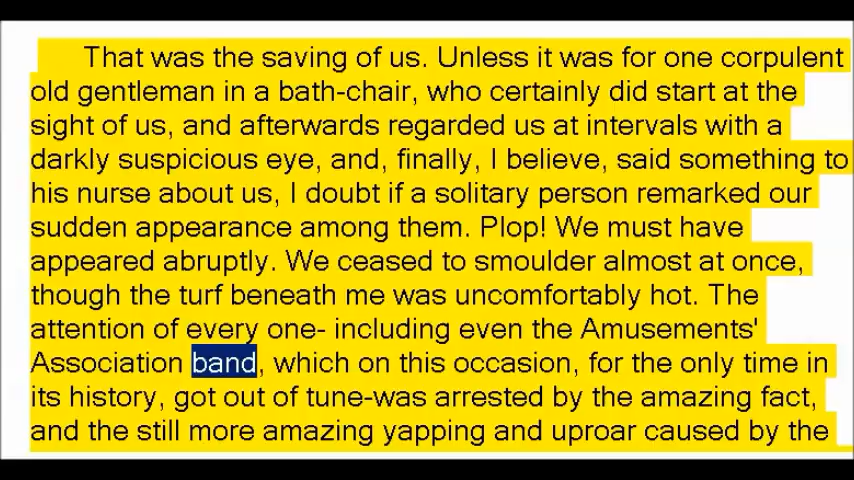 That was the saving of us. Unless it was for one corpulent
old gentleman in a bath-chair, who certainly did start at the
sight of us, and afterwards regarded us at intervals with a
darkly suspicious eye, and, finally, I believe, said something to
his nurse about us, I doubt if a solitary person remarked our
sudden appearance among them. Plop! We must have
appeared abruptly. We ceased to smoulder almost at once,
though the turf beneath me was uncomfortably hot. The
attention of every one- including even the Amusements'
Association band, which on this occasion, for the only time in
its history, got out of tune-was arrested by the amazing fact,
and the still more amazing yapping and uproar caused by the